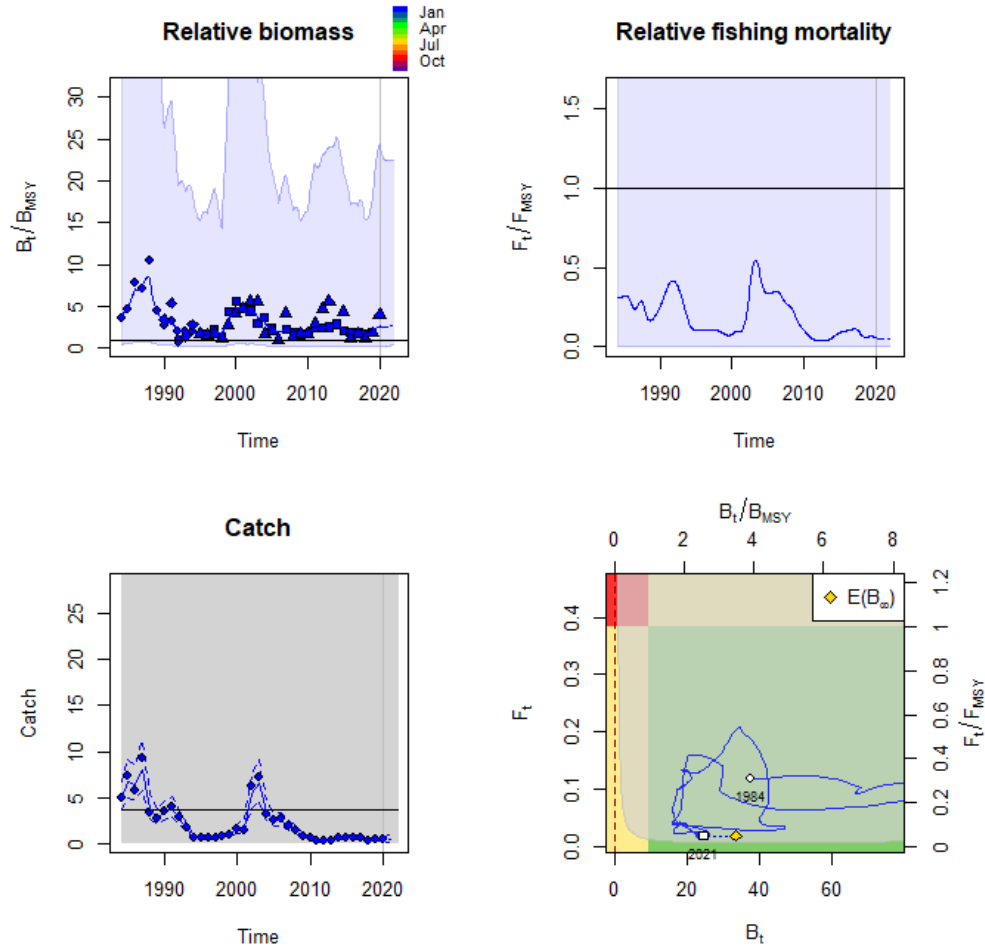 Relative biomass
Jan
Apr
Jul
Oct
30
25
20
15
10
5
0
Bt/BMSY
1990 2000 2010 2020
Time
Relative fishing mortality
1.5
1.0
0.5
0.0
Ft/FMSY
1990 2000 2010 2020
Time
Catch
25
20
15
10
5
0
Catch
1990 2000 2010 2020
Time
Bt/BMSY
0 2 4 6 8
E(B∞)
0.4
0.3
0.2
0.1
0.0
Ft
1984
2021
1.2
1
0.8
0.6
0.4
0.2
0
Ft/FMSY
0 20 40 60
Bt